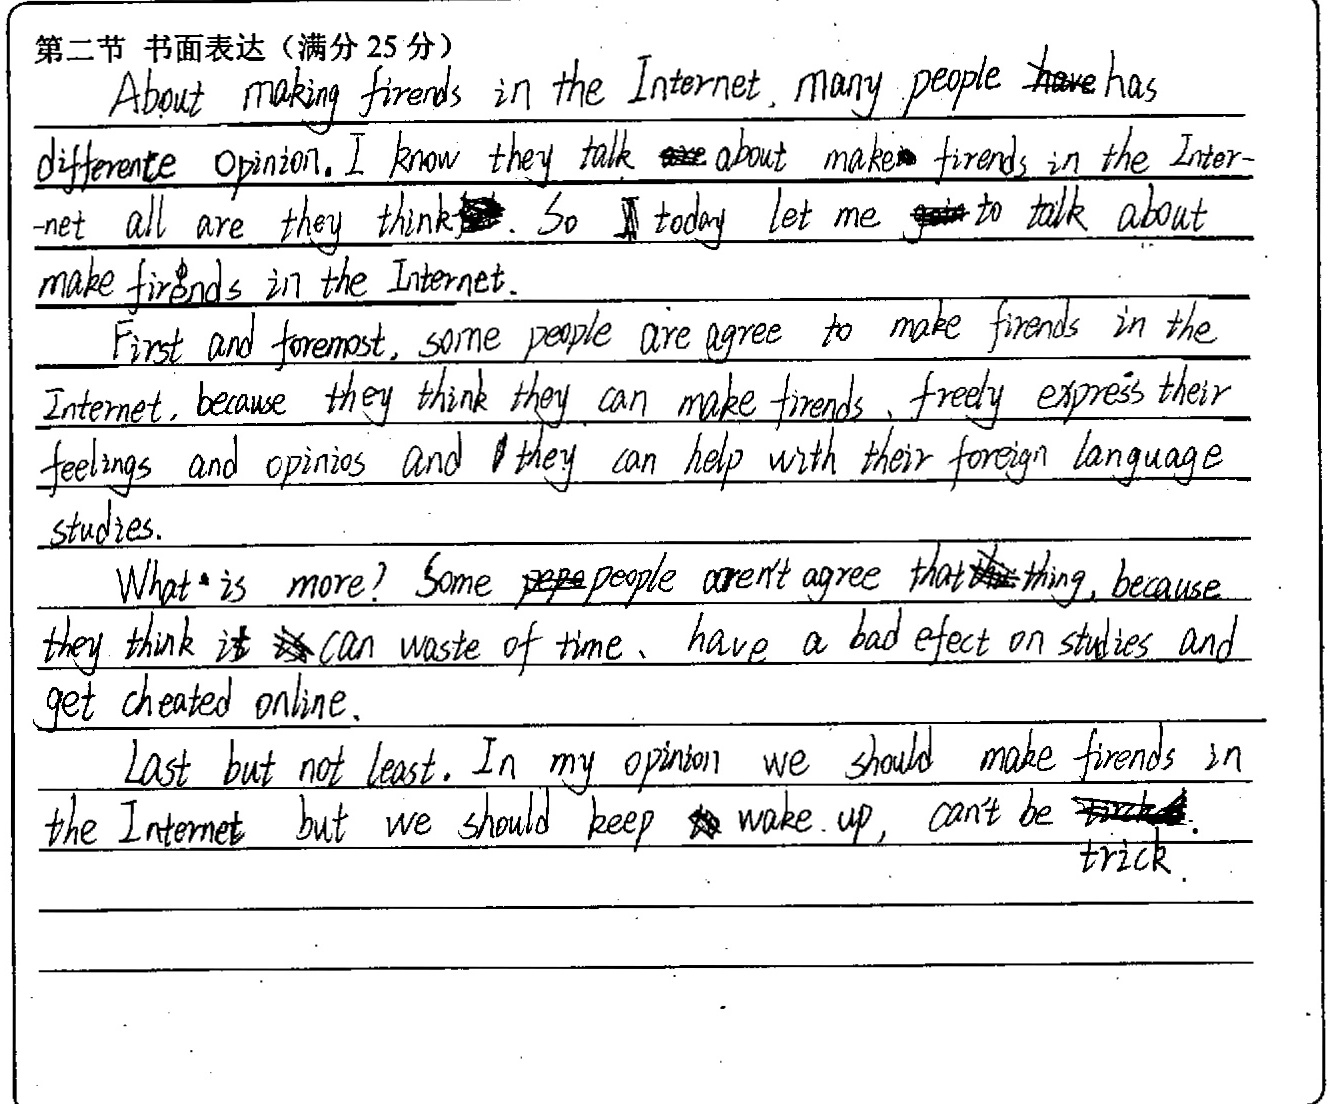 第二节 书面表达（满分 25 分）
About making firends in the Internet, many people has
differente opinion. I know they talk about make firends in the Inter-
-net all are they think. So today let me to talk about
make firends in the Internet.
First and foremost, some people are agree to make firends in the
Internet, because they think they can make firends、freely express their
feelings and opinios and they can help with their foreign language
studies.
What is more? Some people aren't agree that thing, because
they think it can waste of time、have a bad efect on studies and
get cheated online.
Last but not least. In my opinion we should make firends in
the Internet but we should keep wake up, can't be
trick.